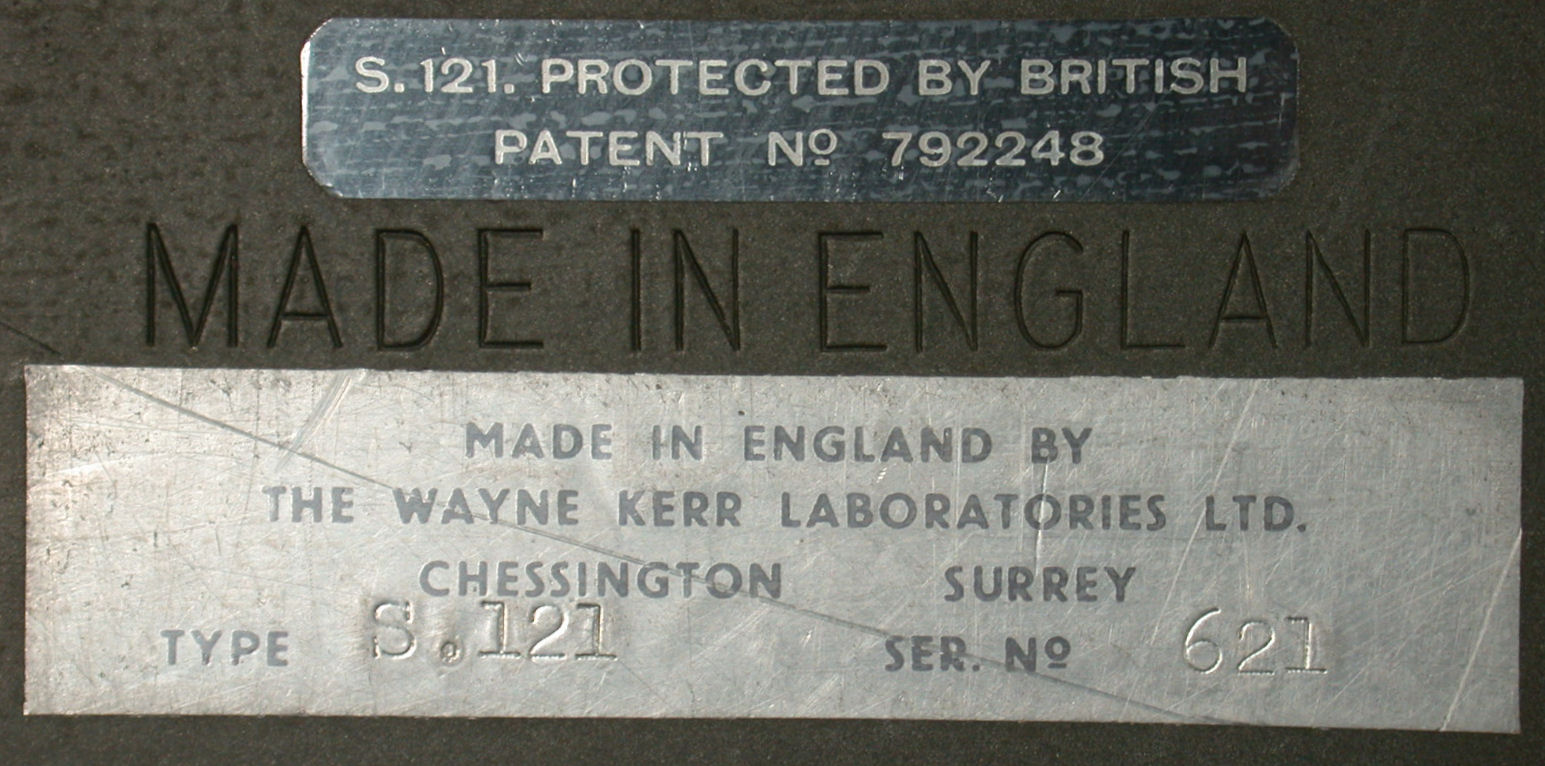 S.121. PROTECTED BY BRITISH
PATENT Nº 792248
MADE IN ENGLAND
MADE IN ENGLAND BY
THE WAYNE KERR LABORATORIES LTD.
CHESSINGTON SURREY
TYPE S.121 SER. Nº 621